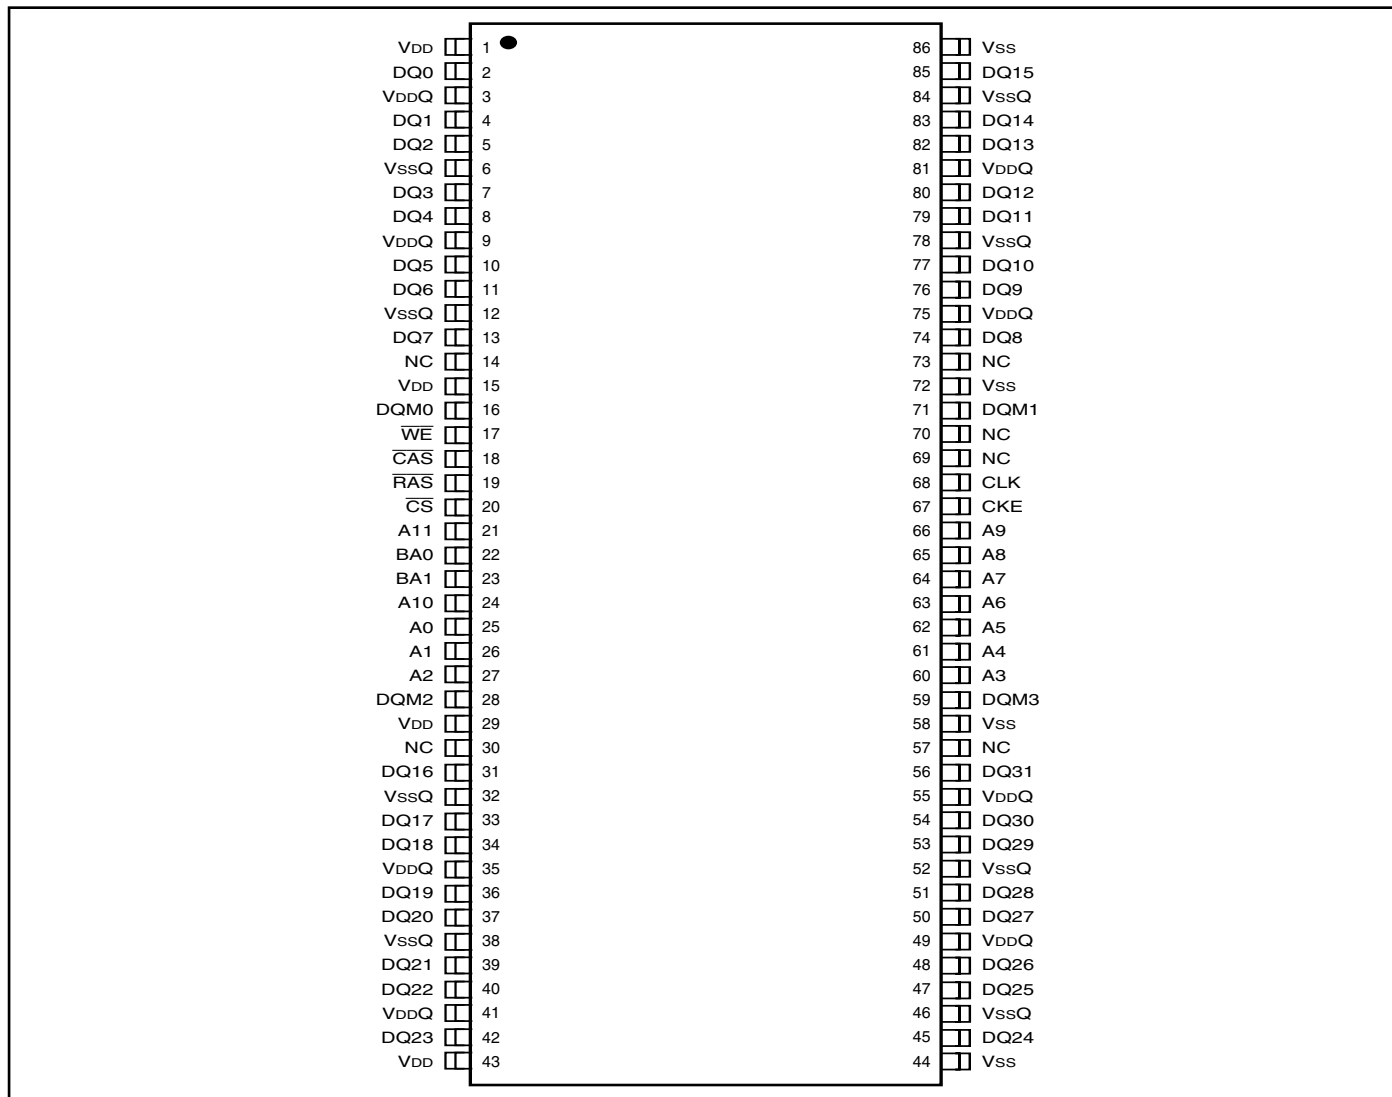 VDD 1 86 VSS
DQ0 2 85 DQ15
VDDQ 3 84 VSSQ
DQ1 4 83 DQ14
DQ2 5 82 DQ13
VSSQ 6 81 VDDQ
DQ3 7 80 DQ12
DQ4 8 79 DQ11
VDDQ 9 78 VSSQ
DQ5 10 77 DQ10
DQ6 11 76 DQ9
VSSQ 12 75 VDDQ
DQ7 13 74 DQ8
NC 14 73 NC
VDD 15 72 VSS
DQM0 16 71 DQM1
W̅E̅ 17 70 NC
C̅A̅S̅ 18 69 NC
R̅A̅S̅ 19 68 CLK
C̅S̅ 20 67 CKE
A11 21 66 A9
BA0 22 65 A8
BA1 23 64 A7
A10 24 63 A6
A0 25 62 A5
A1 26 61 A4
A2 27 60 A3
DQM2 28 59 DQM3
VDD 29 58 VSS
NC 30 57 NC
DQ16 31 56 DQ31
VSSQ 32 55 VDDQ
DQ17 33 54 DQ30
DQ18 34 53 DQ29
VDDQ 35 52 VSSQ
DQ19 36 51 DQ28
DQ20 37 50 DQ27
VSSQ 38 49 VDDQ
DQ21 39 48 DQ26
DQ22 40 47 DQ25
VDDQ 41 46 VSSQ
DQ23 42 45 DQ24
VDD 43 44 VSS